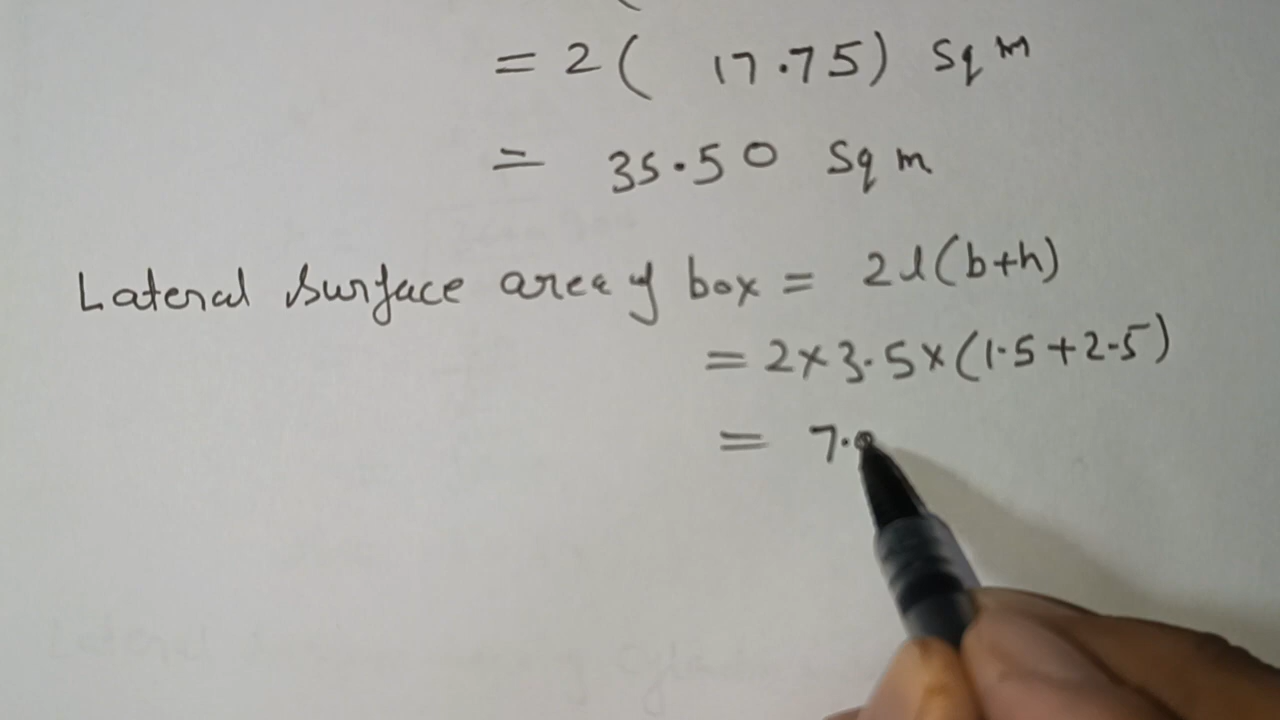 = 2 ( 17.75) Sq m
= 35.50 Sq m
Lateral Surface area of box = 2l(b+h)
= 2×3.5×(1.5+2.5)
= 7.0